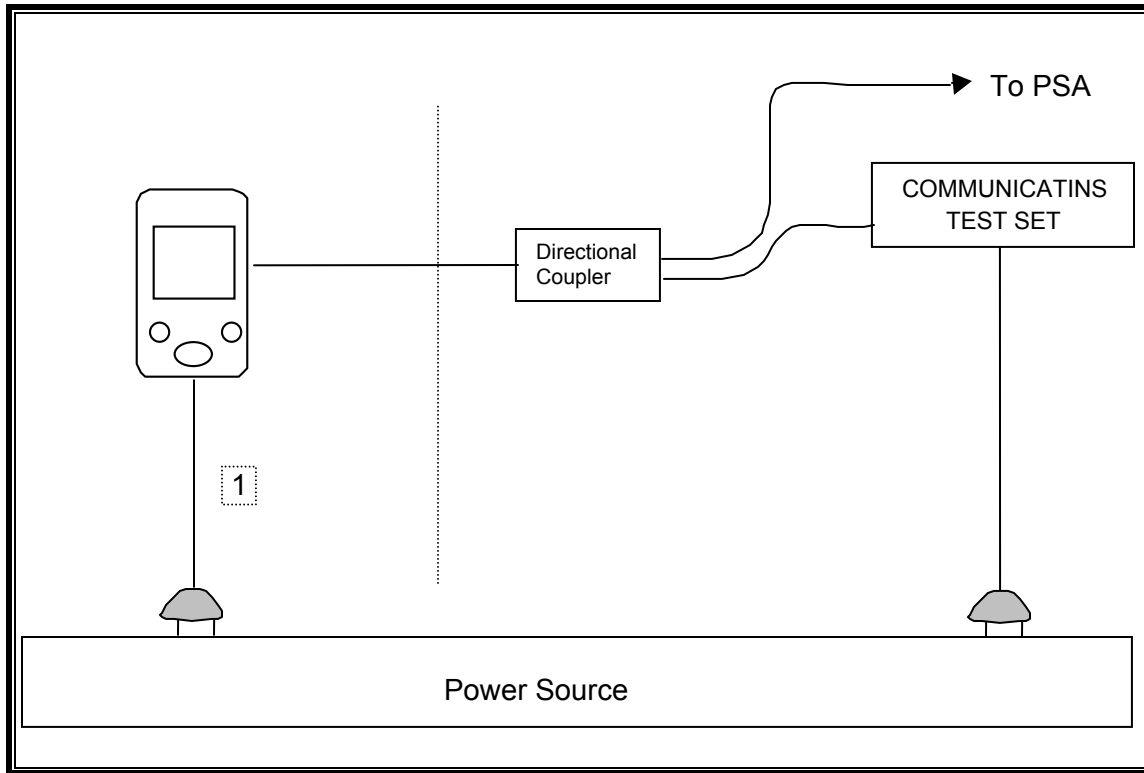 To PSA
COMMUNICATINS
TEST SET
Directional
Coupler
1
Power Source